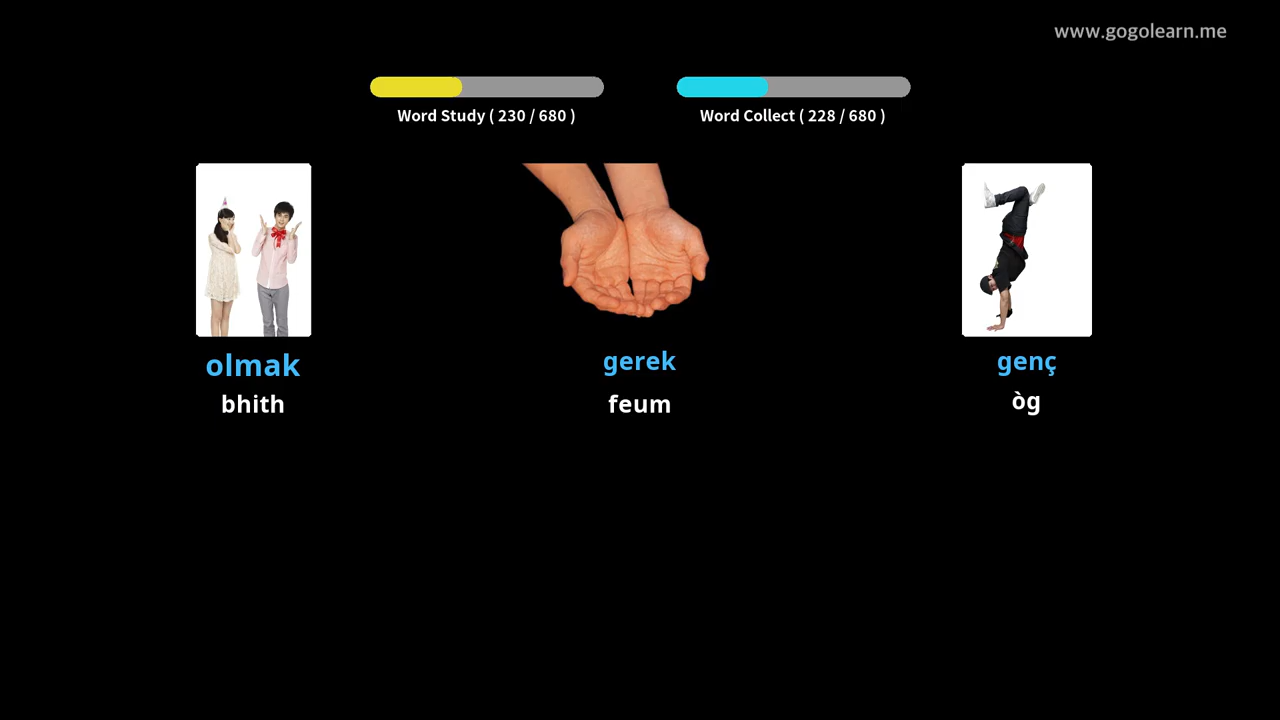 www.gogolearn.me
Word Study ( 230 / 680 )
Word Collect ( 228 / 680 )
olmak
bhith
gerek
feum
genç
òg